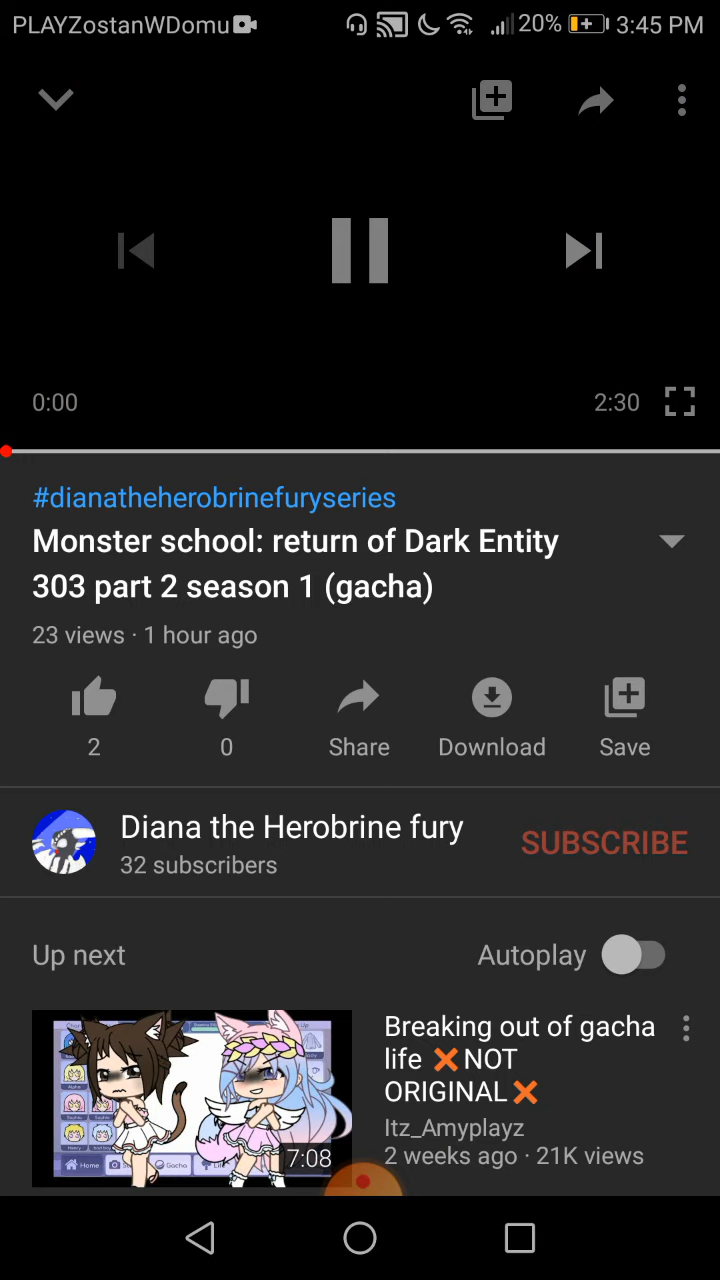 PLAYZostanWDomu
20% 3:45 PM
0:00 2:30
#dianatheherobrinefuryseries
Monster school: return of Dark Entity
303 part 2 season 1 (gacha)
23 views · 1 hour ago
2 0 Share Download Save
Diana the Herobrine fury
32 subscribers
SUBSCRIBE
Up next Autoplay
Breaking out of gacha
life ❌NOT
ORIGINAL❌
Itz_Amyplayz
2 weeks ago · 21K views
Home
Gacha
7:08